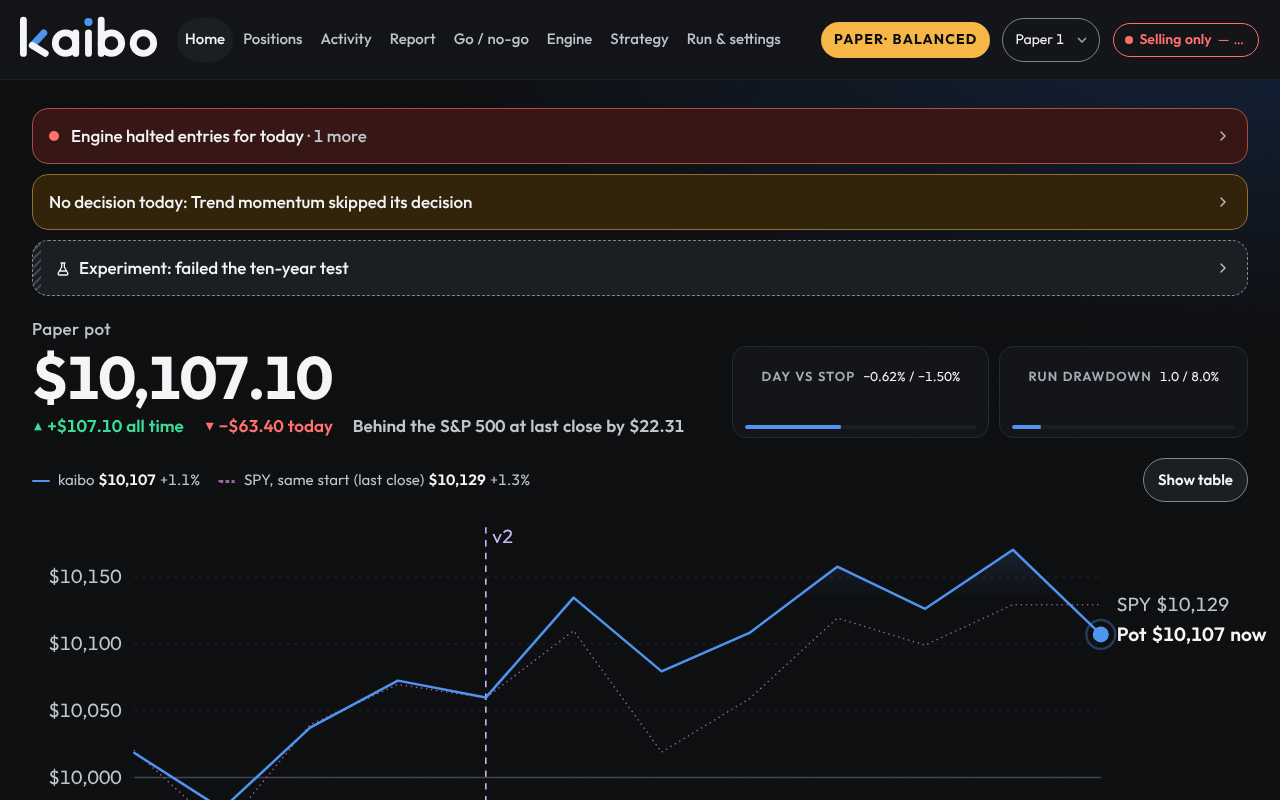 kaibo Home Positions Activity Report Go / no-go Engine Strategy Run & settings PAPER· BALANCED Paper 1 Selling only — ...
Engine halted entries for today · 1 more
No decision today: Trend momentum skipped its decision
Experiment: failed the ten-year test
Paper pot
$10,107.10
DAY VS STOP −0.62% / −1.50% RUN DRAWDOWN 1.0 / 8.0%
▲ +$107.10 all time ▼ −$63.40 today Behind the S&P 500 at last close by $22.31
kaibo $10,107 +1.1% SPY, same start (last close) $10,129 +1.3% Show table
v2
$10,150
SPY $10,129
Pot $10,107 now
$10,100
$10,050
$10,000